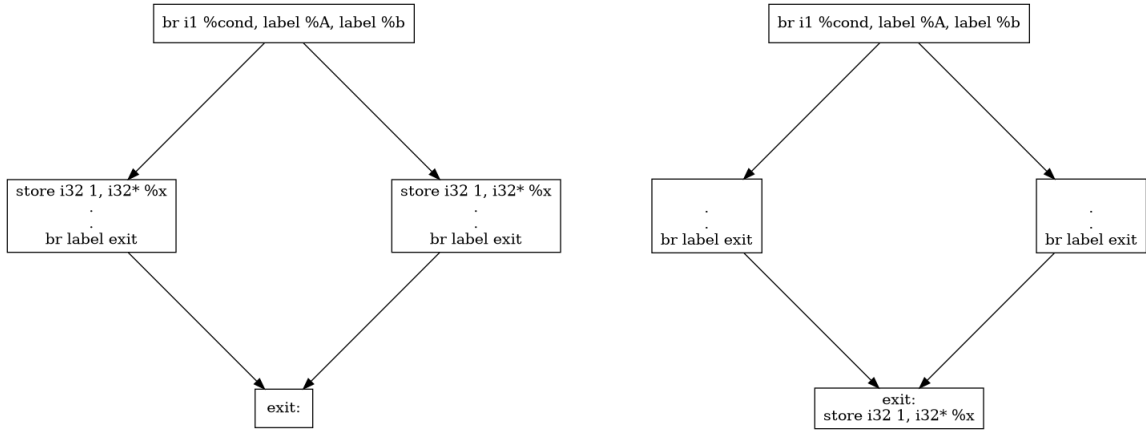 br i1 %cond, label %A, label %b
store i32 1, i32* %x
.
.
br label exit
store i32 1, i32* %x
.
.
br label exit
exit:
br i1 %cond, label %A, label %b
.
.
br label exit
.
.
br label exit
exit:
store i32 1, i32* %x